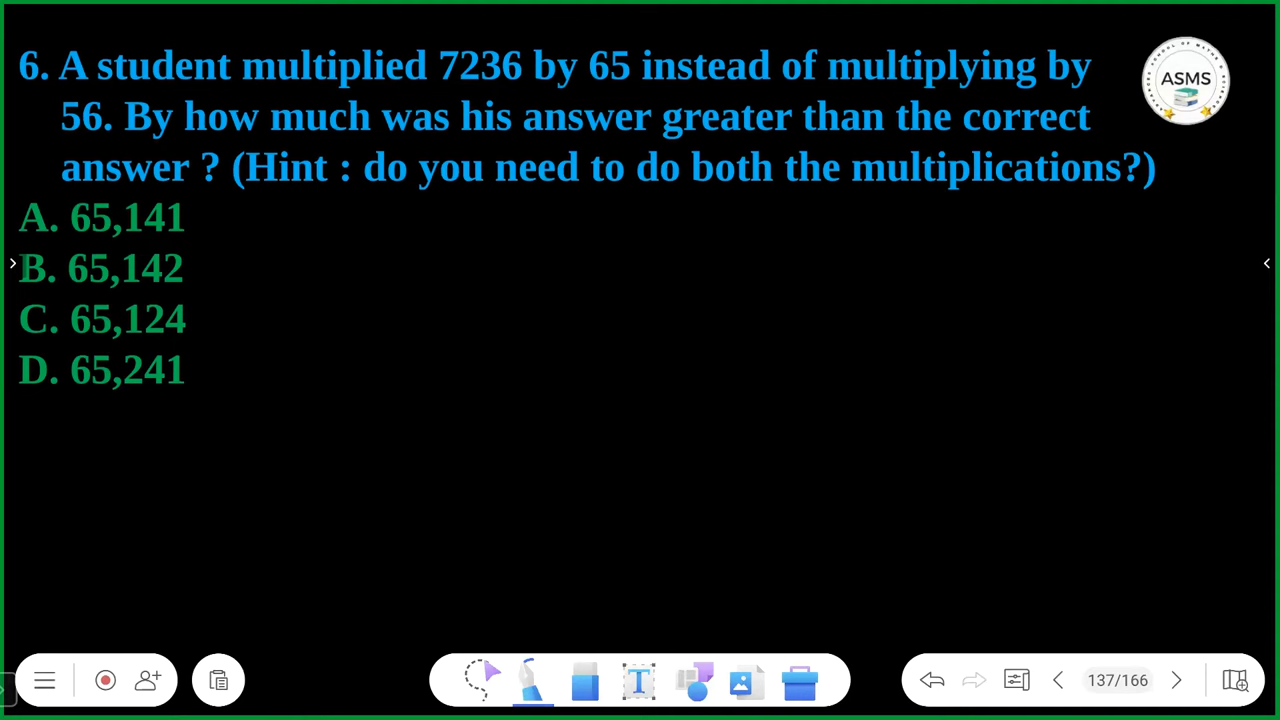 6. A student multiplied 7236 by 65 instead of multiplying by
56. By how much was his answer greater than the correct
answer ? (Hint : do you need to do both the multiplications?)
A. 65,141
B. 65,142
C. 65,124
D. 65,241
ASMS
137/166